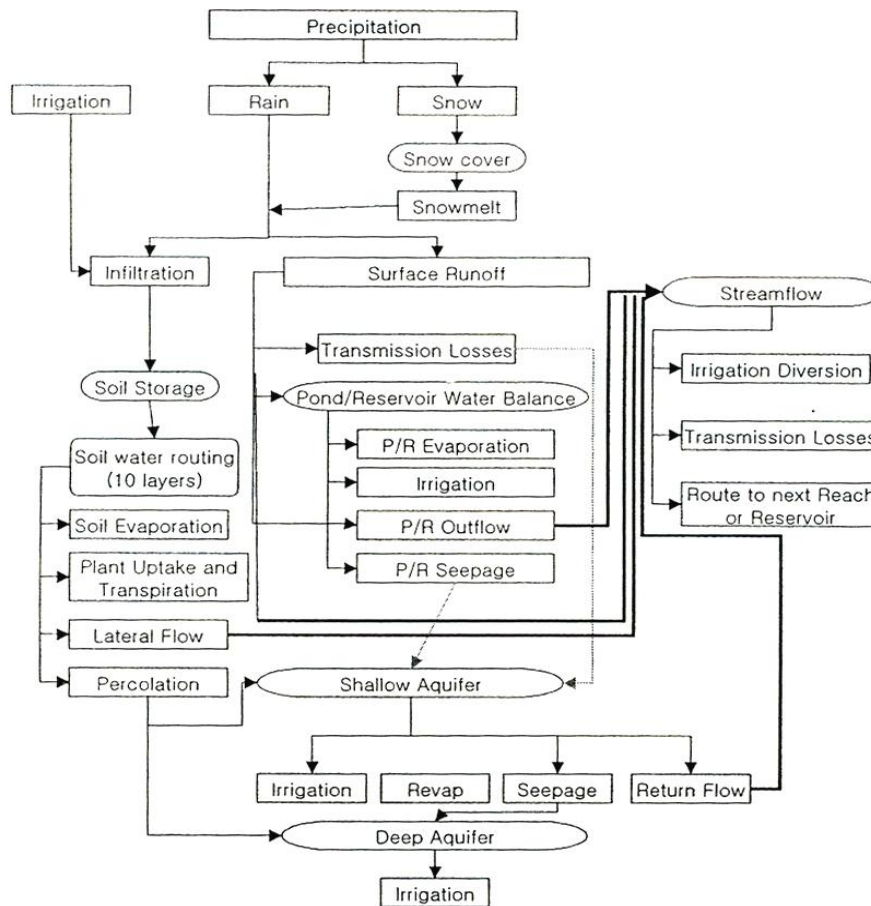 Precipitation
Irrigation
Rain
Snow
Snow cover
Snowmelt
Infiltration
Surface Runoff
Streamflow
Transmission Losses
Irrigation Diversion
Soil Storage
Pond/Reservoir Water Balance
Transmission Losses
Soil water routing
(10 layers)
P/R Evaporation
Irrigation
Route to next Reach
or Reservoir
Soil Evaporation
P/R Outflow
Plant Uptake and
Transpiration
P/R Seepage
Lateral Flow
Percolation
Shallow Aquifer
Irrigation
Revap
Seepage
Return Flow
Deep Aquifer
Irrigation